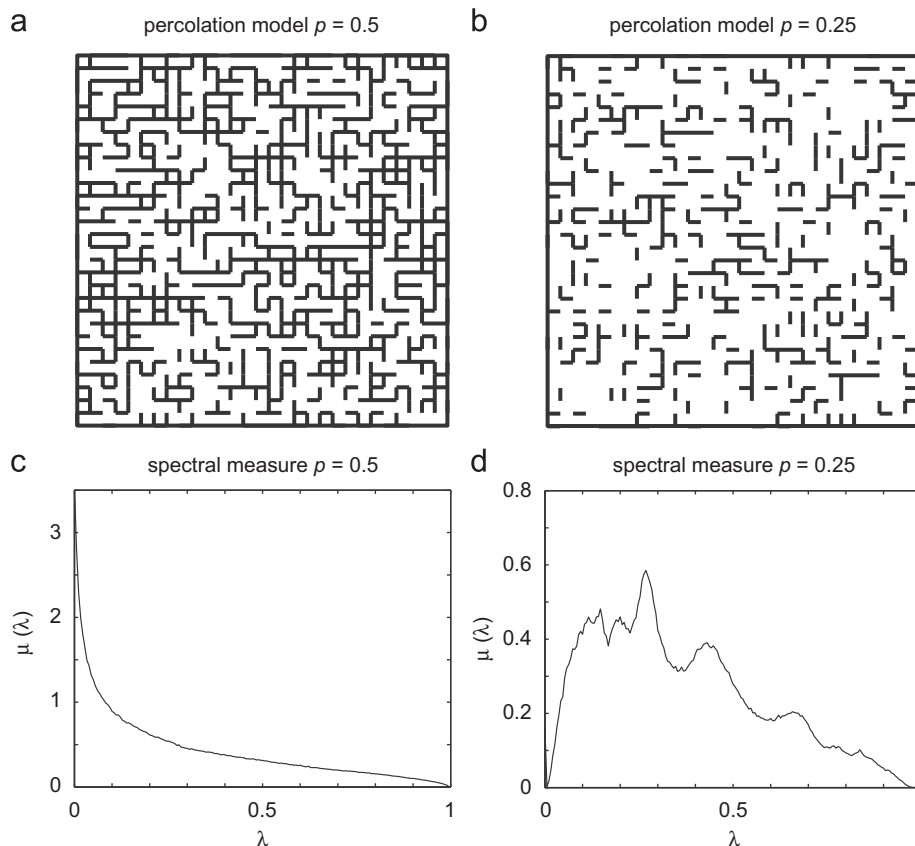 a
percolation model p = 0.5
b
percolation model p = 0.25
c
spectral measure p = 0.5
3
2
1
0
μ (λ)
0
0.5
1
λ
d
spectral measure p = 0.25
0.8
0.6
0.4
0.2
0
μ (λ)
0
0.5
λ